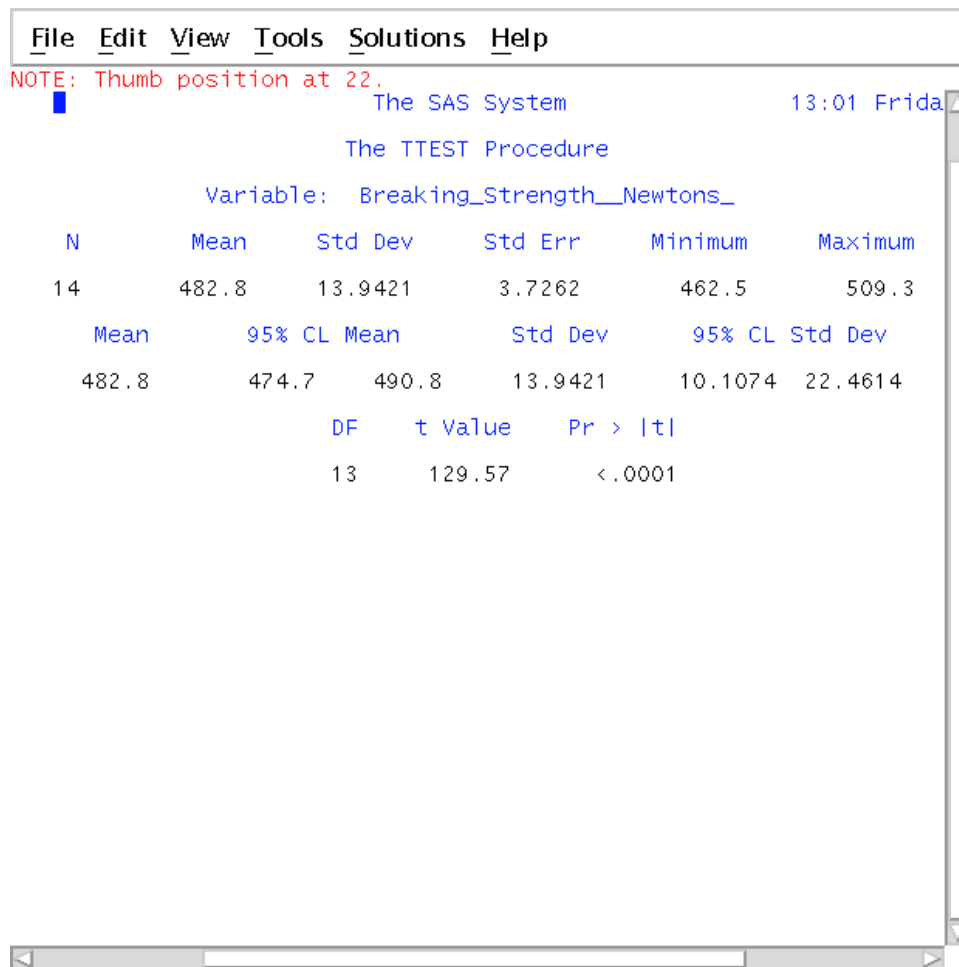 File Edit View Tools Solutions Help
NOTE: Thumb position at 22.
The SAS System 13:01 Frida
The TTEST Procedure
Variable: Breaking_Strength__Newtons_
N Mean Std Dev Std Err Minimum Maximum
14 482.8 13.9421 3.7262 462.5 509.3
Mean 95% CL Mean Std Dev 95% CL Std Dev
482.8 474.7 490.8 13.9421 10.1074 22.4614
DF t Value Pr > |t|
13 129.57 <.0001